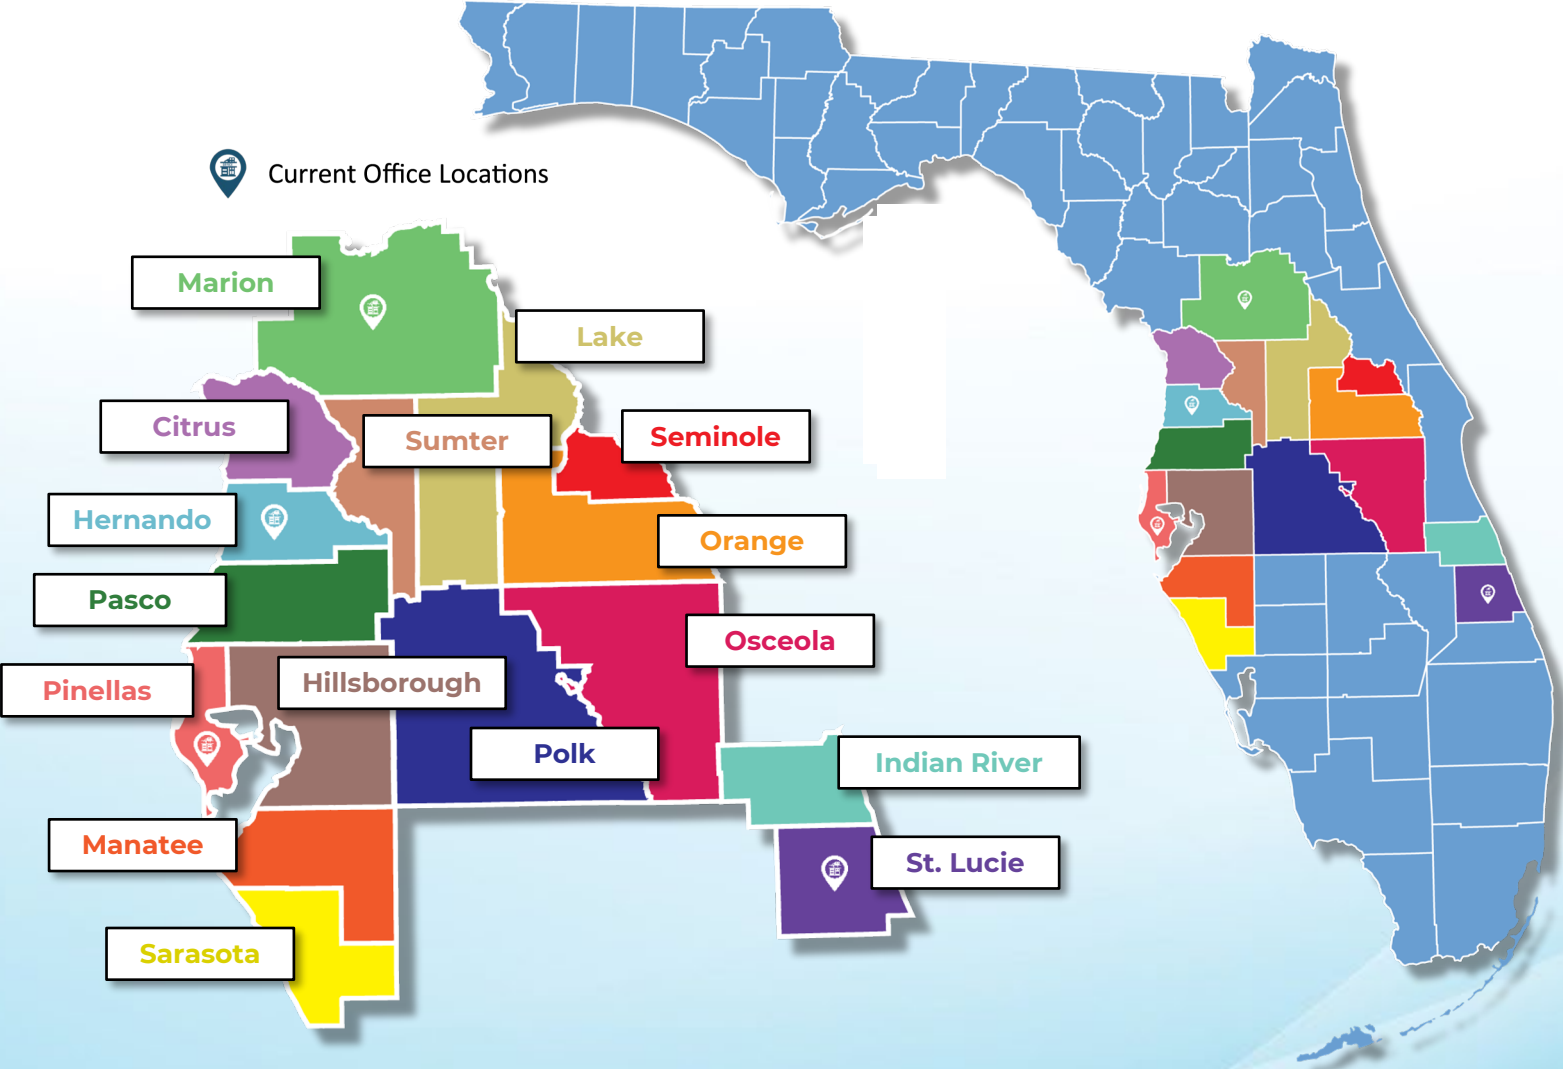 Current Office Locations
Marion
Lake
Citrus
Sumter
Seminole
Hernando
Orange
Pasco
Osceola
Pinellas
Hillsborough
Polk
Indian River
Manatee
St. Lucie
Sarasota